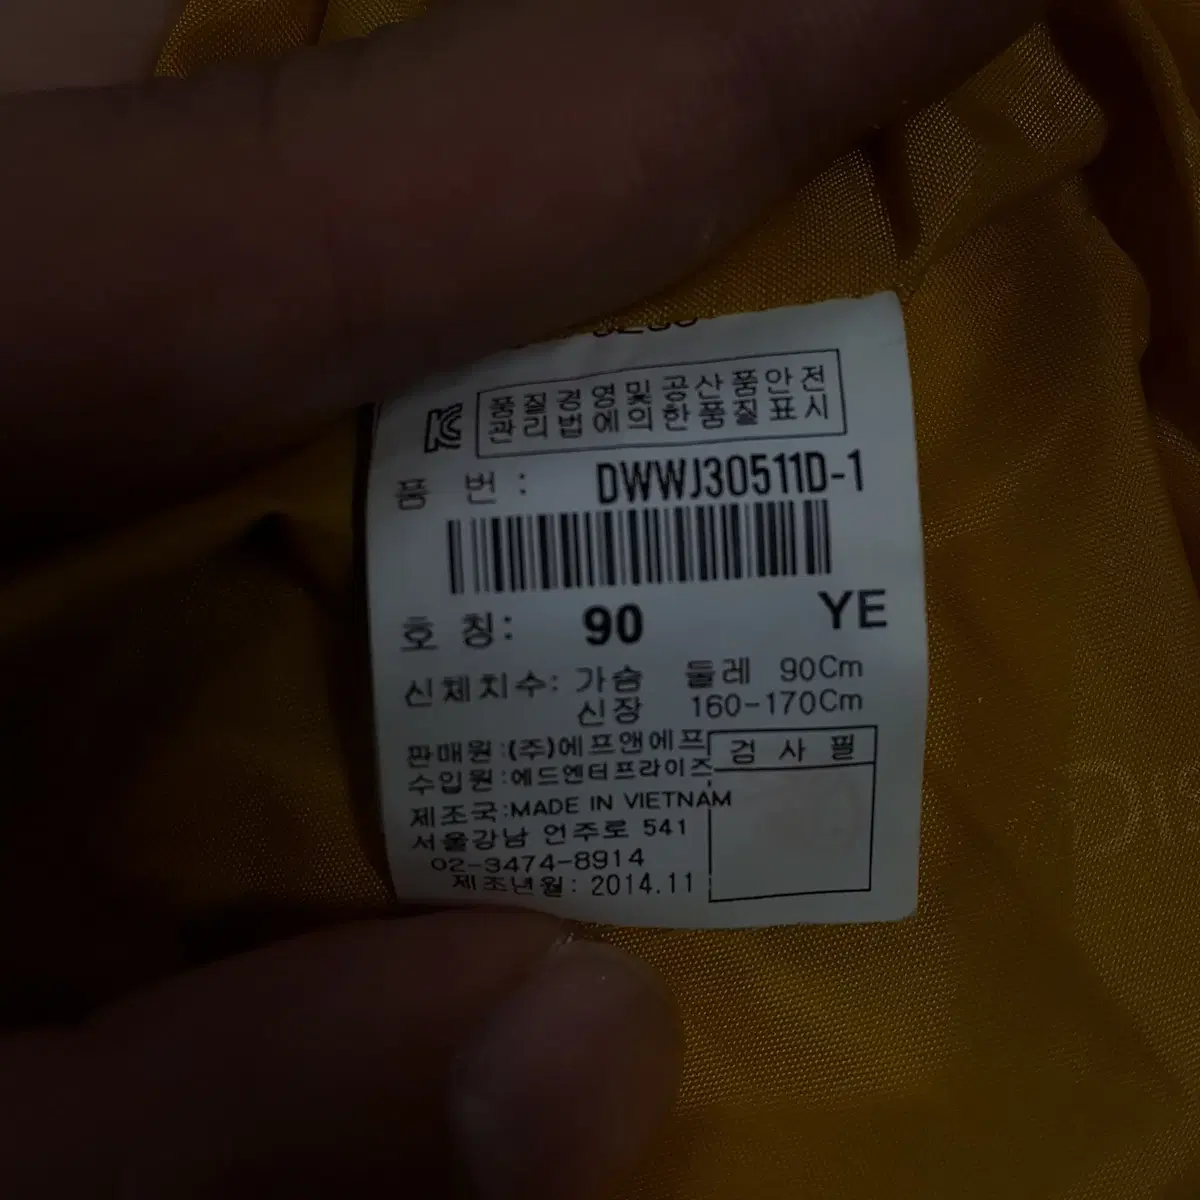 품질경영및공산품안전
관리법에의한품질표시
품 번 : DWWJ30511D-1
호 칭: 90 YE
신체치수: 가슴 둘레 90Cm
신장 160-170Cm
판매원:(주)에프앤에프
수입원:에드엔터프라이즈
검 사 필
제조국:MADE IN VIETNAM
서울강남 언주로 541
02-3474-8914
제조년월: 2014.11